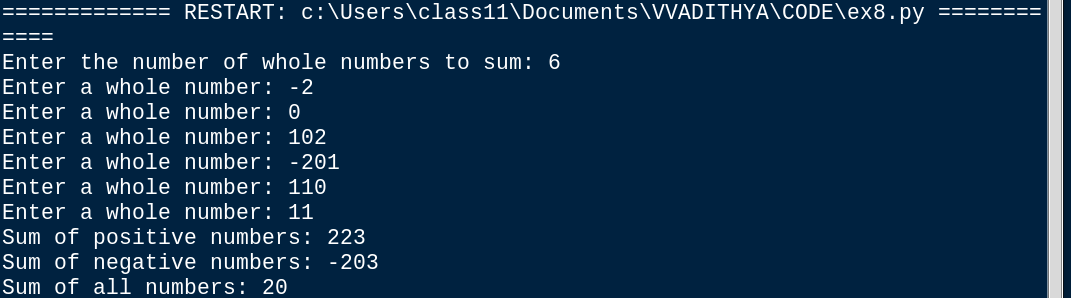 ============= RESTART: c:\Users\class11\Documents\VVADITHYA\CODE\ex8.py ========
====
Enter the number of whole numbers to sum: 6
Enter a whole number: -2
Enter a whole number: 0
Enter a whole number: 102
Enter a whole number: -201
Enter a whole number: 110
Enter a whole number: 11
Sum of positive numbers: 223
Sum of negative numbers: -203
Sum of all numbers: 20